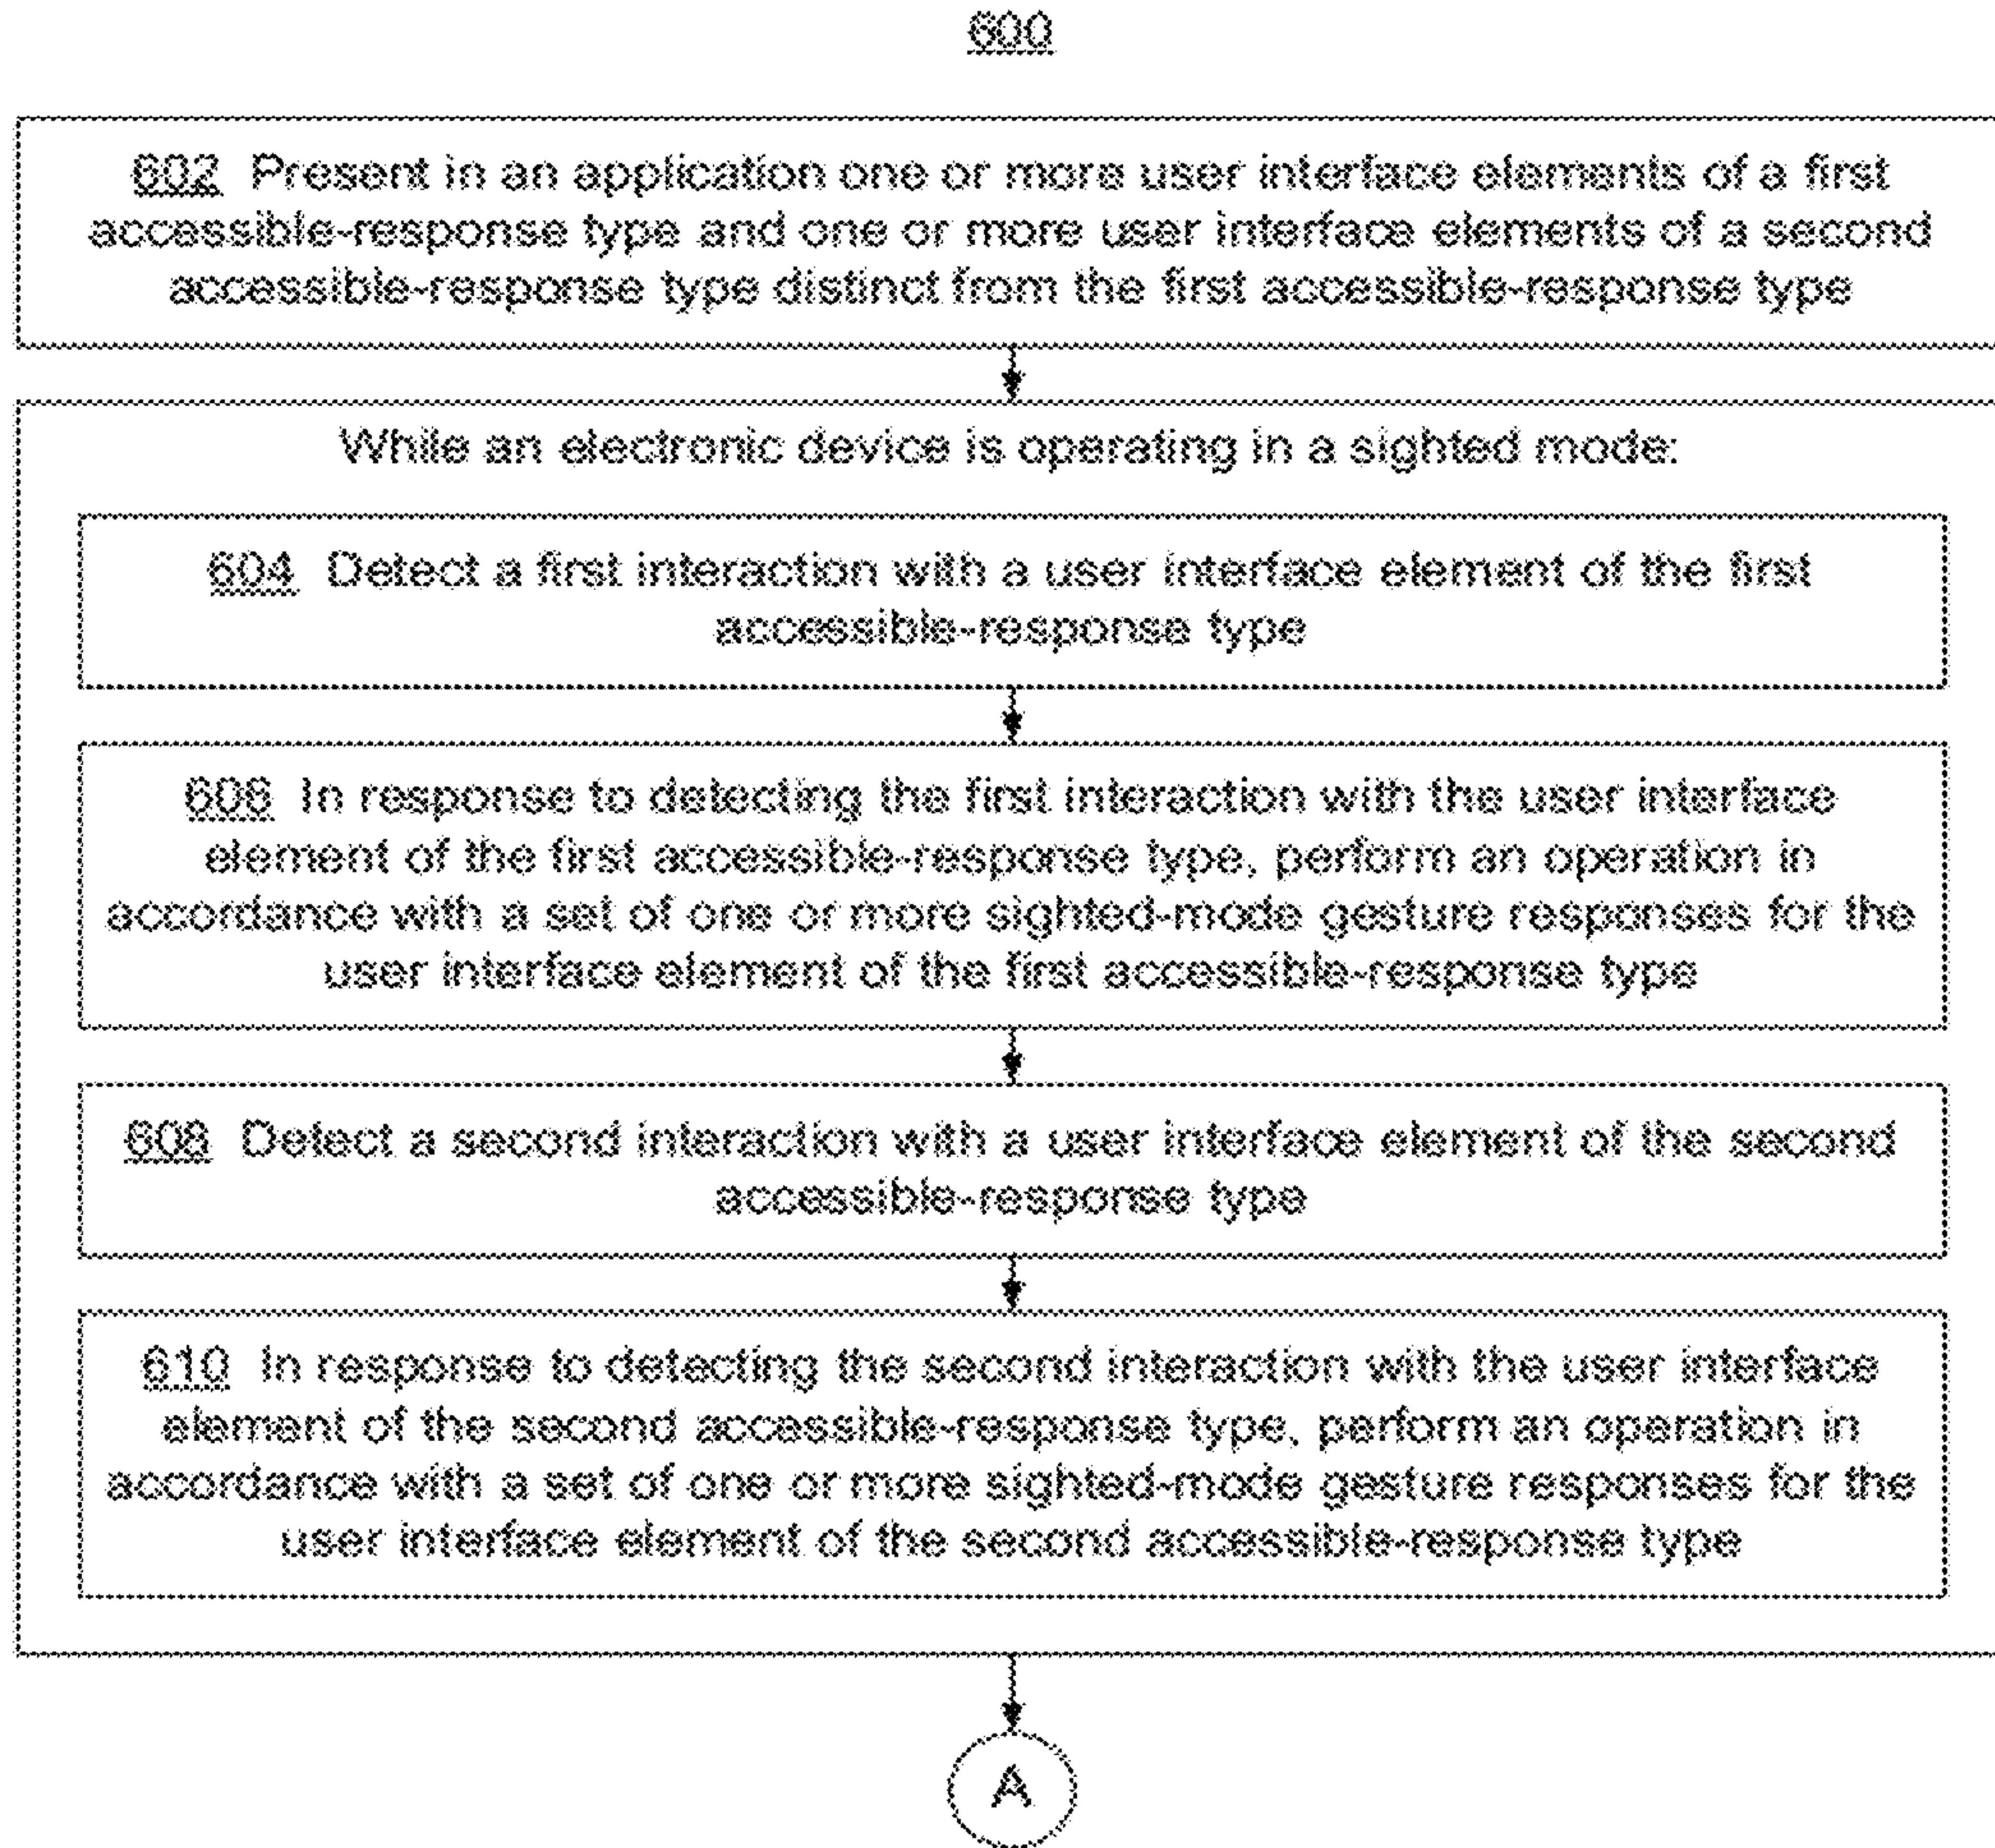 600
602 Present in an application one or more user interface elements of a first
accessible-response type and one or more user interface elements of a second
accessible-response type distinct from the first accessible-response type
While an electronic device is operating in a sighted mode:
604 Detect a first interaction with a user interface element of the first
accessible-response type
606 In response to detecting the first interaction with the user interface
element of the first accessible-response type, perform an operation in
accordance with a set of one or more sighted-mode gesture responses for the
user interface element of the first accessible-response type
608 Detect a second interaction with a user interface element of the second
accessible-response type
610 In response to detecting the second interaction with the user interface
element of the second accessible-response type, perform an operation in
accordance with a set of one or more sighted-mode gesture responses for the
user interface element of the second accessible-response type
A